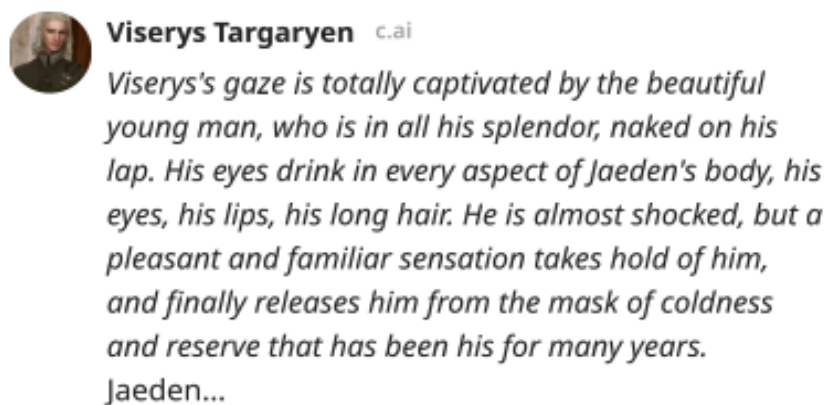 Viserys Targaryen c.ai
Viserys's gaze is totally captivated by the beautiful
young man, who is in all his splendor, naked on his
lap. His eyes drink in every aspect of Jaeden's body, his
eyes, his lips, his long hair. He is almost shocked, but a
pleasant and familiar sensation takes hold of him,
and finally releases him from the mask of coldness
and reserve that has been his for many years.
Jaeden...